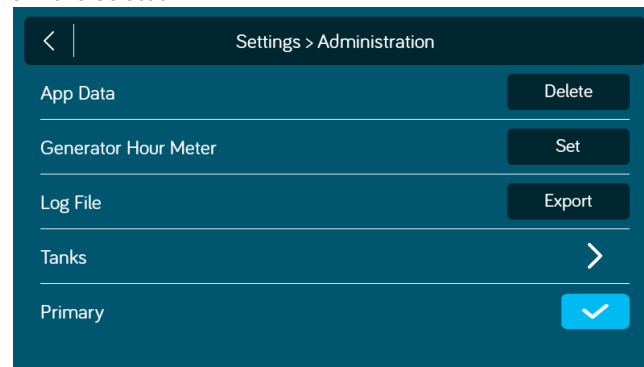 Settings > Administration
App Data Delete
Generator Hour Meter Set
Log File Export
Tanks
Primary